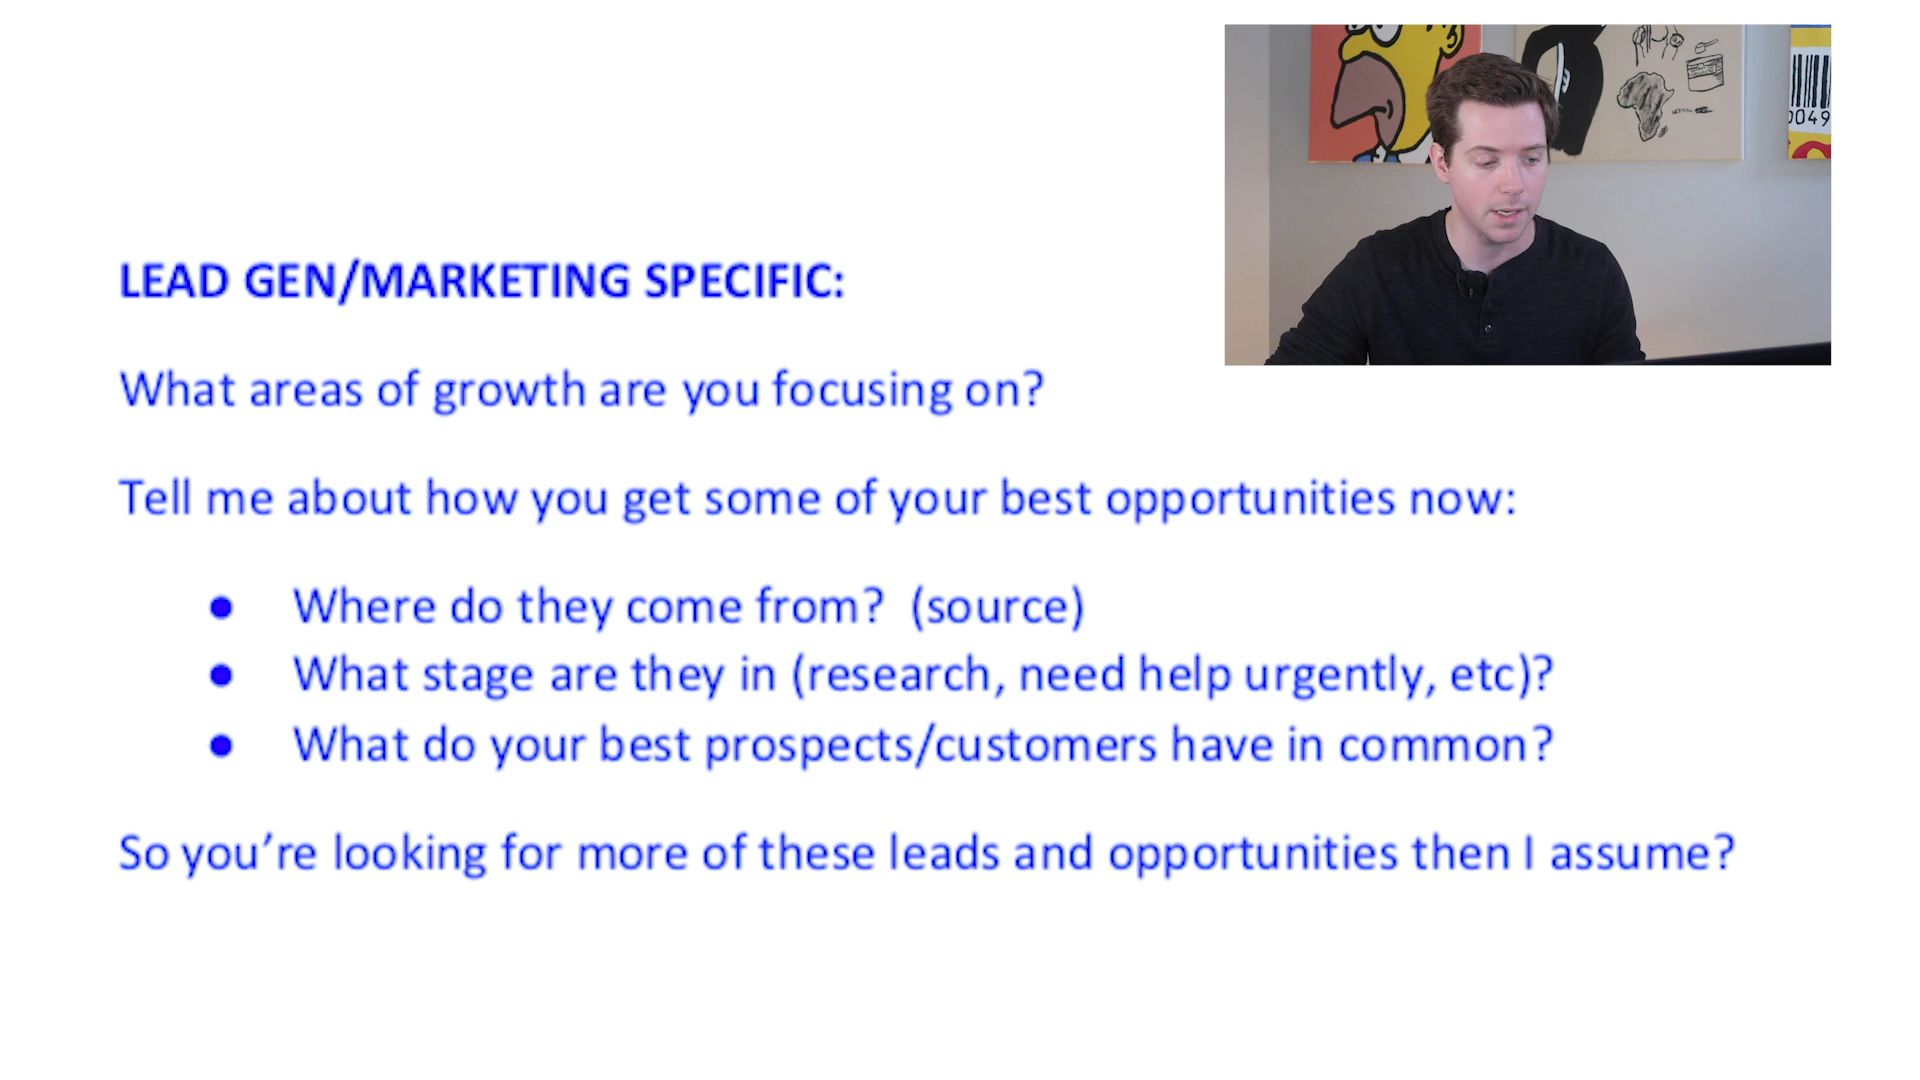 LEAD GEN/MARKETING SPECIFIC:
What areas of growth are you focusing on?
Tell me about how you get some of your best opportunities now:
● Where do they come from? (source)
● What stage are they in (research, need help urgently, etc)?
● What do your best prospects/customers have in common?
So you’re looking for more of these leads and opportunities then I assume?
0049